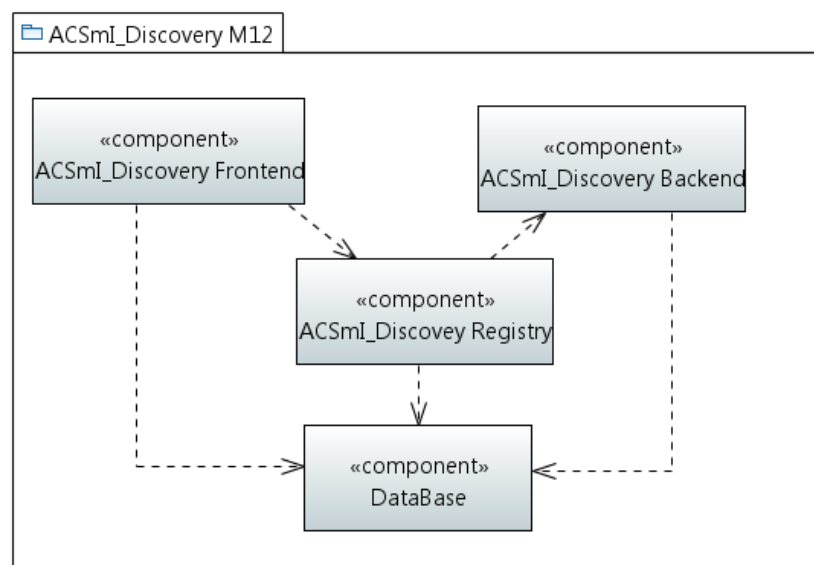 ACSmI_Discovery M12
«component»
ACSmI_Discovery Frontend
«component»
ACSmI_Discovery Backend
«component»
ACSmI_Discovey Registry
«component»
DataBase